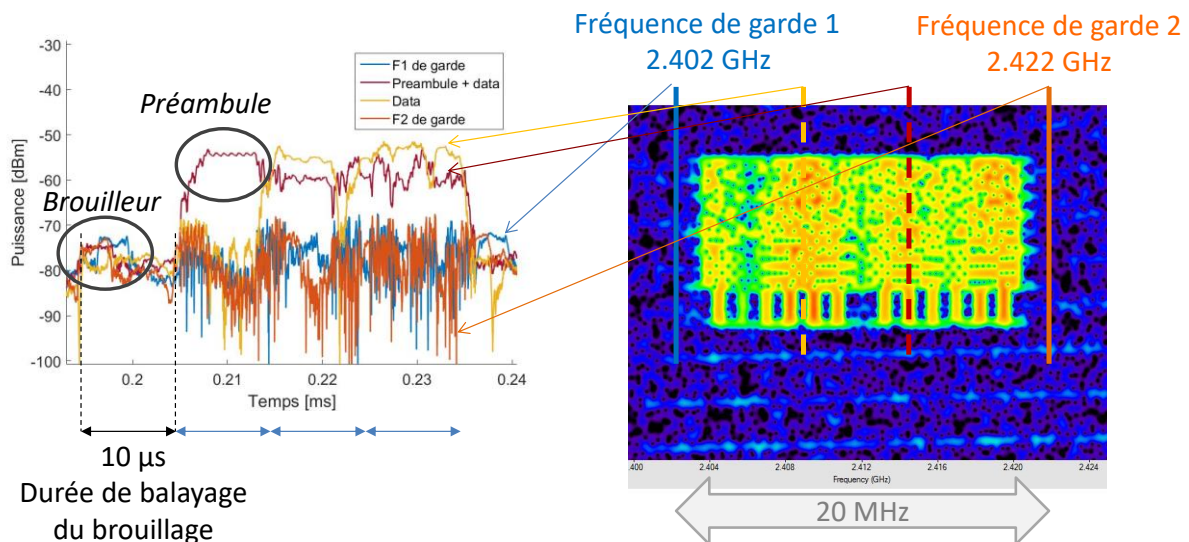 Fréquence de garde 1
2.402 GHz
Fréquence de garde 2
2.422 GHz
-30
-40
-50
-60
-70
-80
-90
-100
Puissance [dBm]
F1 de garde
Preambule + data
Data
F2 de garde
Préambule
Brouilleur
0.2
0.21
0.22
0.23
0.24
Temps [ms]
10 µs
Durée de balayage
du brouillage
.400
2.404
2.408
2.412
2.416
2.420
2.424
Frequency (GHz)
20 MHz